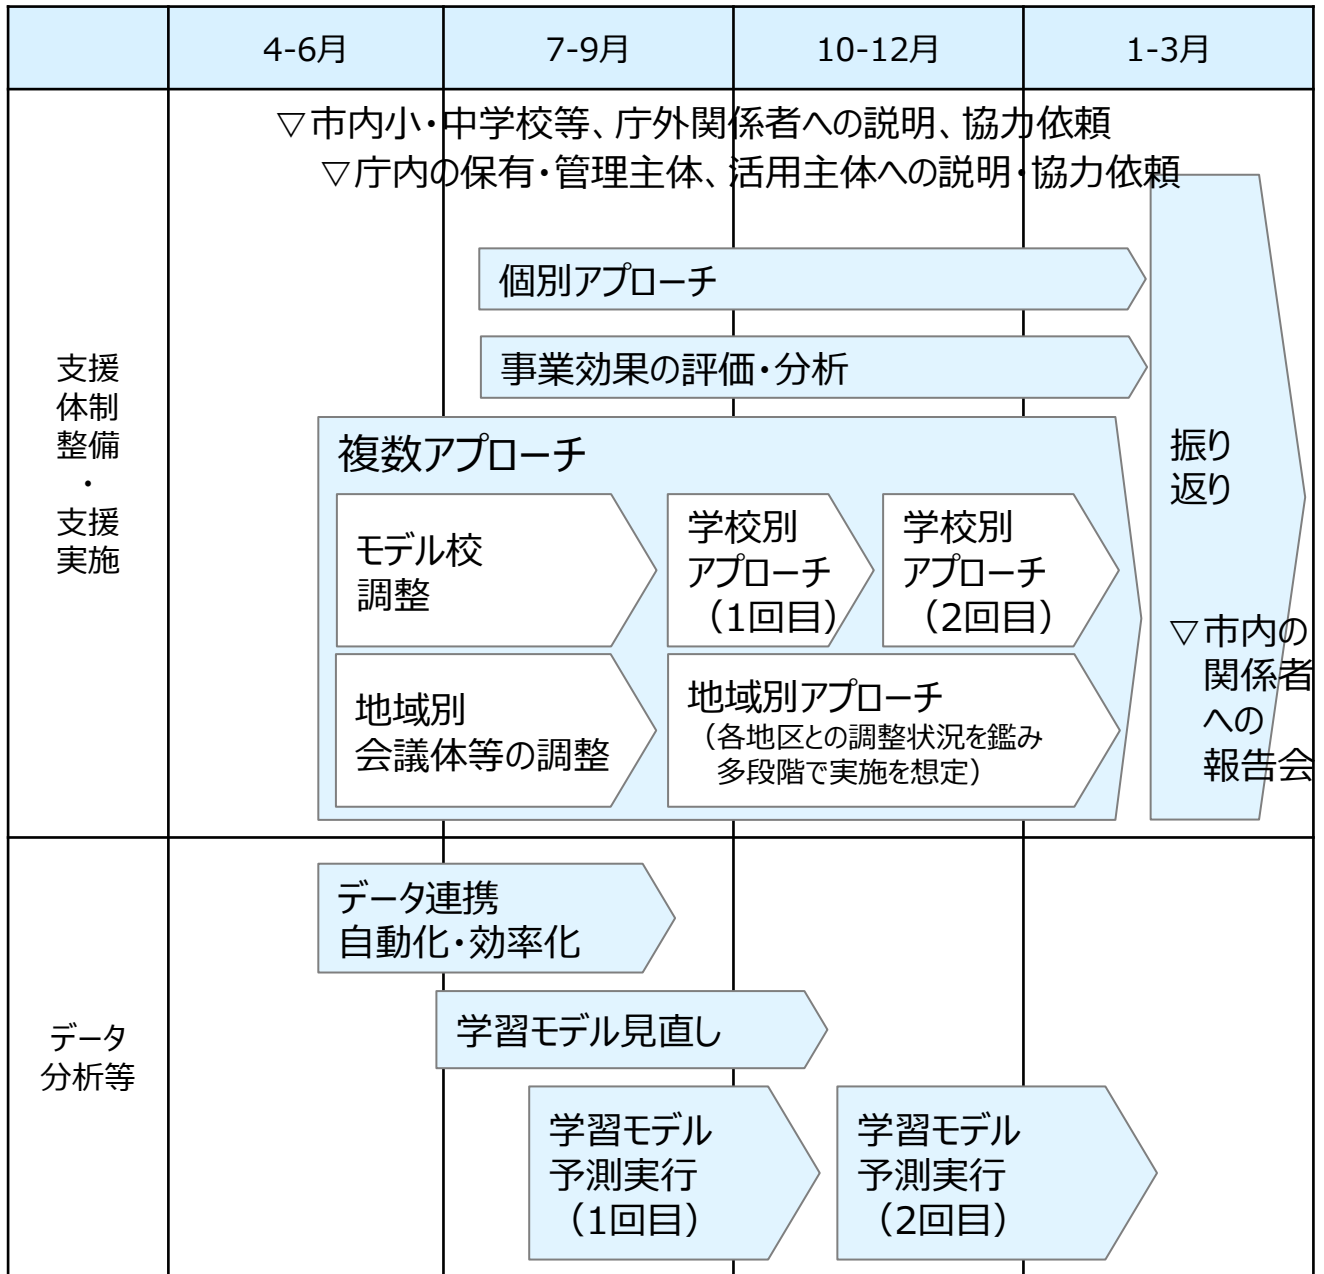 4-6月
7-9月
10-12月
1-3月
支援
体制
整備
・
支援
実施
▽市内小・中学校等、庁外関係者への説明、協力依頼
▽庁内の保有・管理主体、活用主体への説明・協力依頼
個別アプローチ
事業効果の評価・分析
複数アプローチ
モデル校
調整
学校別
アプローチ
（1回目）
学校別
アプローチ
（2回目）
地域別
会議体等の調整
地域別アプローチ
（各地区との調整状況を鑑み
多段階で実施を想定）
振り
返り
▽市内の
関係者
への
報告会
データ
分析等
データ連携
自動化・効率化
学習モデル見直し
学習モデル
予測実行
（1回目）
学習モデル
予測実行
（2回目）